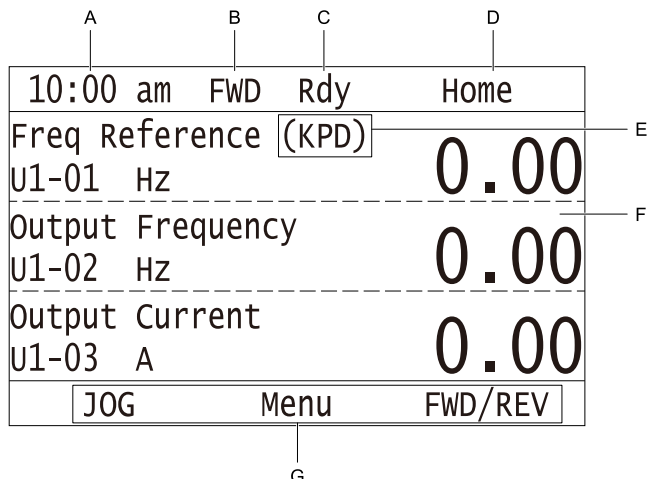 A B C D
10:00 am FWD Rdy Home
Freq Reference (KPD) 0.00 E
U1-01 Hz
Output Frequency 0.00 F
U1-02 Hz
Output Current 0.00
U1-03 A
JOG Menu FWD/REV
G